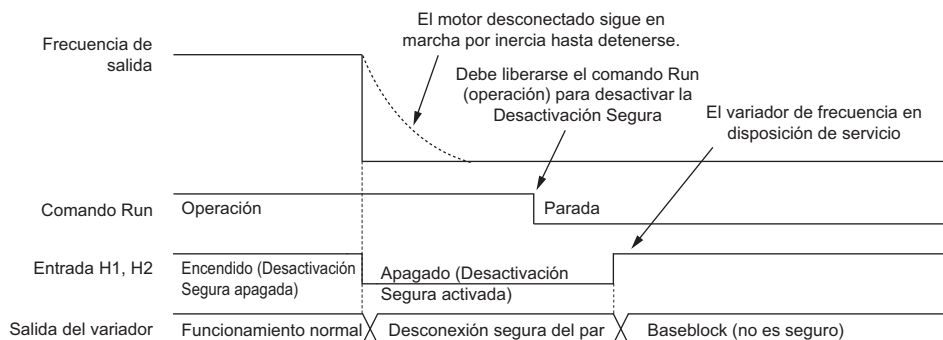 El motor desconectado sigue en
marcha por inercia hasta detenerse.
Frecuencia de
salida
Debe liberarse el comando Run
(operación) para desactivar la
Desactivación Segura
El variador de frecuencia en
disposición de servicio
Comando Run
Operación
Parada
Entrada H1, H2
Encendido (Desactivación
Segura apagada)
Apagado (Desactivación
Segura activada)
Salida del variador
Funcionamiento normal
Desconexión segura del par
Baseblock (no es seguro)